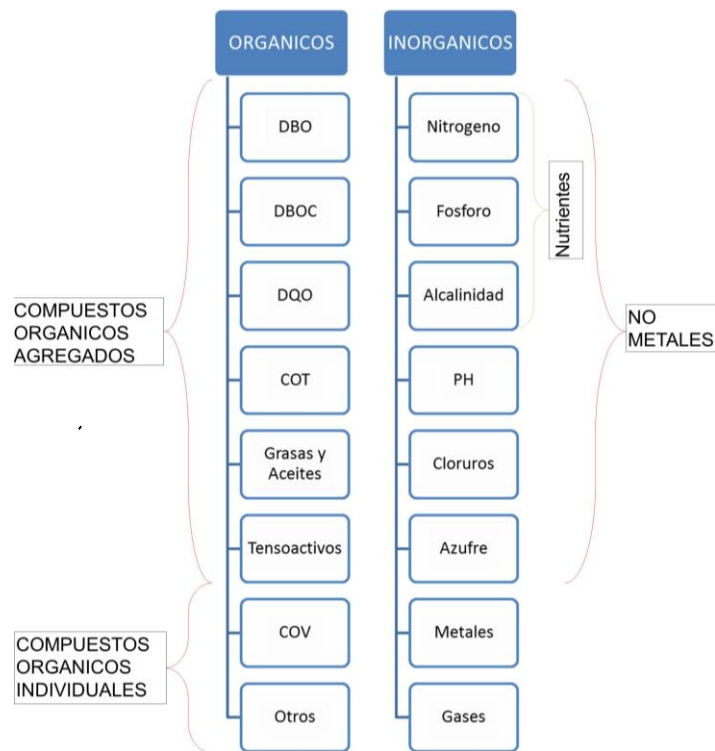 ORGANICOS
DBO
DBOC
DQO
COT
Grasas y
Aceites
Tensoactivos
COV
Otros
COMPUESTOS
ORGANICOS
AGREGADOS
COMPUESTOS
ORGANICOS
INDIVIDUALES
INORGANICOS
Nitrogeno
Fosforo
Alcalinidad
PH
Cloruros
Azufre
Metales
Gases
Nutrientes
NO
METALES